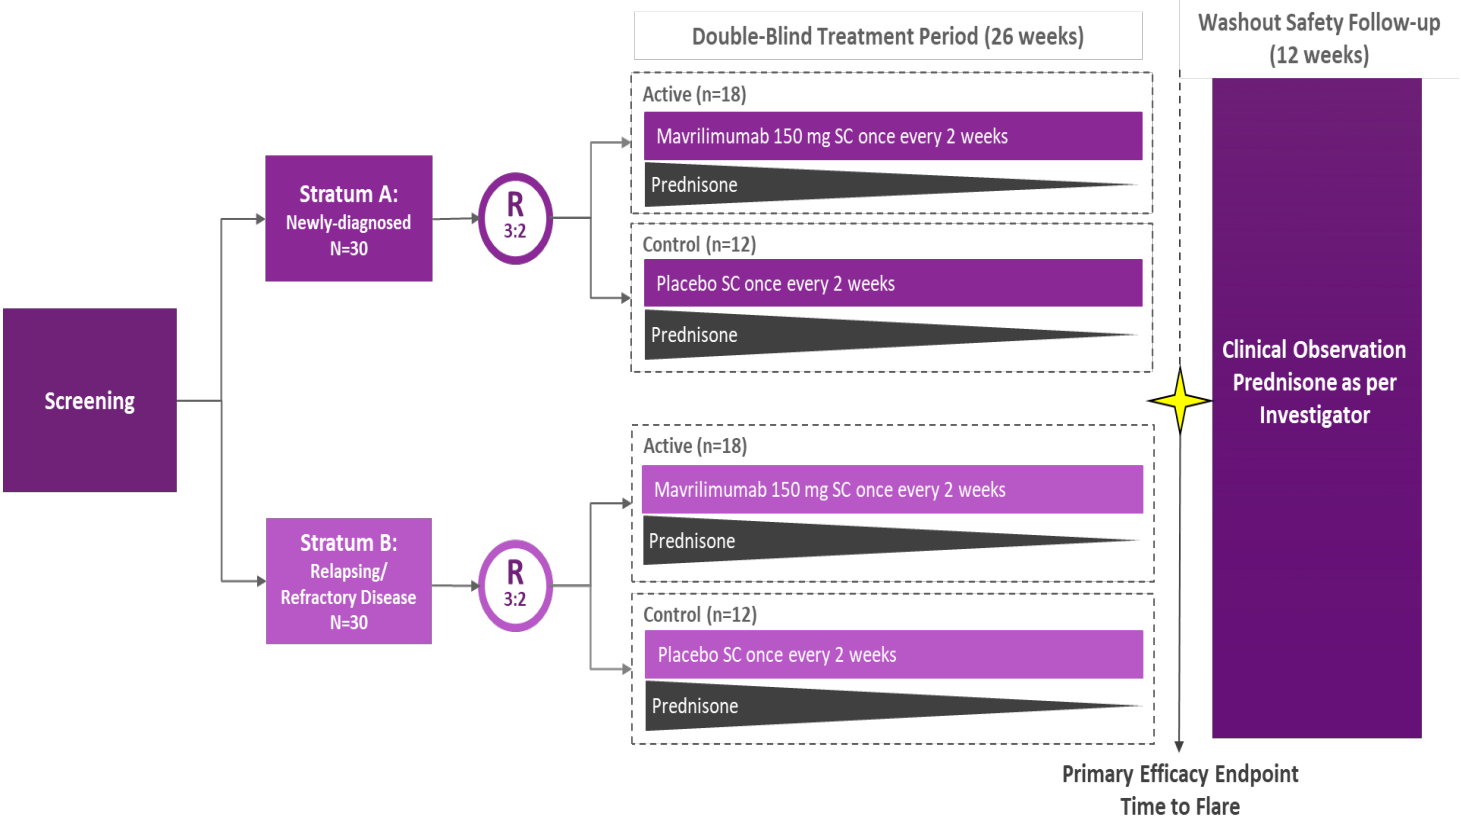 Double-Blind Treatment Period (26 weeks)
Washout Safety Follow-up
(12 weeks)
Screening
Stratum A:
Newly-diagnosed
N=30
R
3:2
Active (n=18)
Mavrilimumab 150 mg SC once every 2 weeks
Prednisone
Control (n=12)
Placebo SC once every 2 weeks
Prednisone
Stratum B:
Relapsing/
Refractory Disease
N=30
R
3:2
Active (n=18)
Mavrilimumab 150 mg SC once every 2 weeks
Prednisone
Control (n=12)
Placebo SC once every 2 weeks
Prednisone
Clinical Observation
Prednisone as per
Investigator
Primary Efficacy Endpoint
Time to Flare